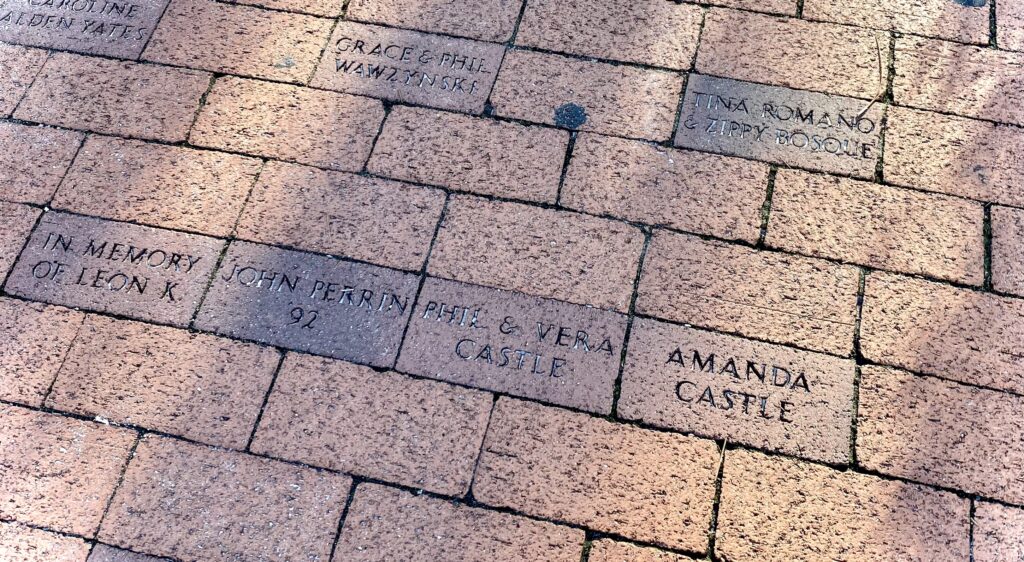 CAROLINE
ALDEN YATES
GRACE & PHIL
WAWZYNSKI
TINA ROMANO
& ZIPPY BOSQUE
IN MEMORY
OF LEON K
JOHN PERRIN
92
PHIL & VERA
CASTLE
AMANDA
CASTLE